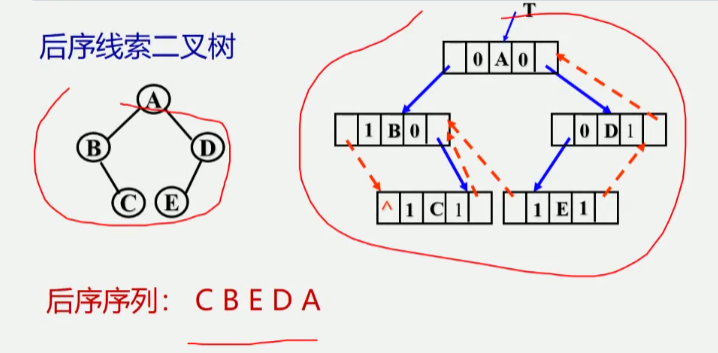 T
后序线索二叉树
0 A 0
A
B
D
1 B 0
0 D 1
C
E
^ 1 C 1
1 E 1
后序序列： C B E D A